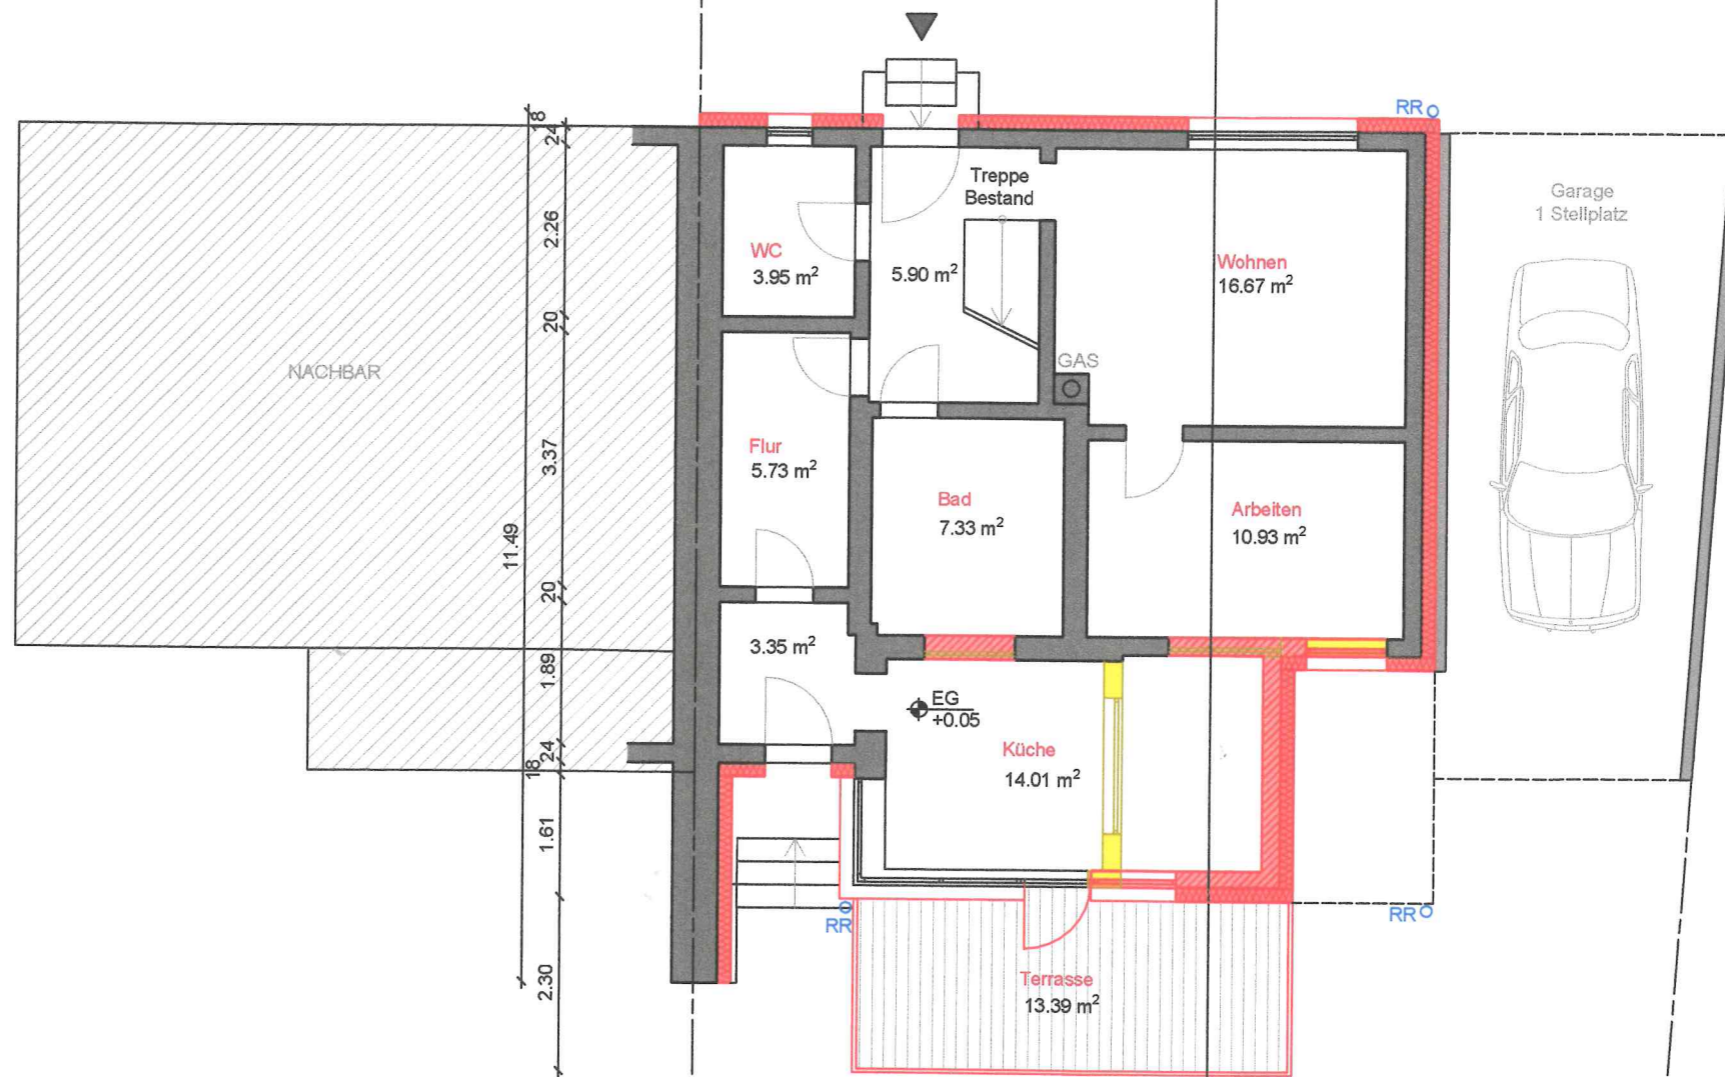 RR
Garage
1 Stellplatz
Treppe
Bestand
WC
3.95 m²
5.90 m²
Wohnen
16.67 m²
NACHBAR
GAS
Flur
5.73 m²
Bad
7.33 m²
Arbeiten
10.93 m²
3.35 m²
EG
+0.05
Küche
14.01 m²
RR
RR
Terrasse
13.39 m²
8
24
2.26
20
3.37
11.49
20
1.89
24
18
1.61
2.30